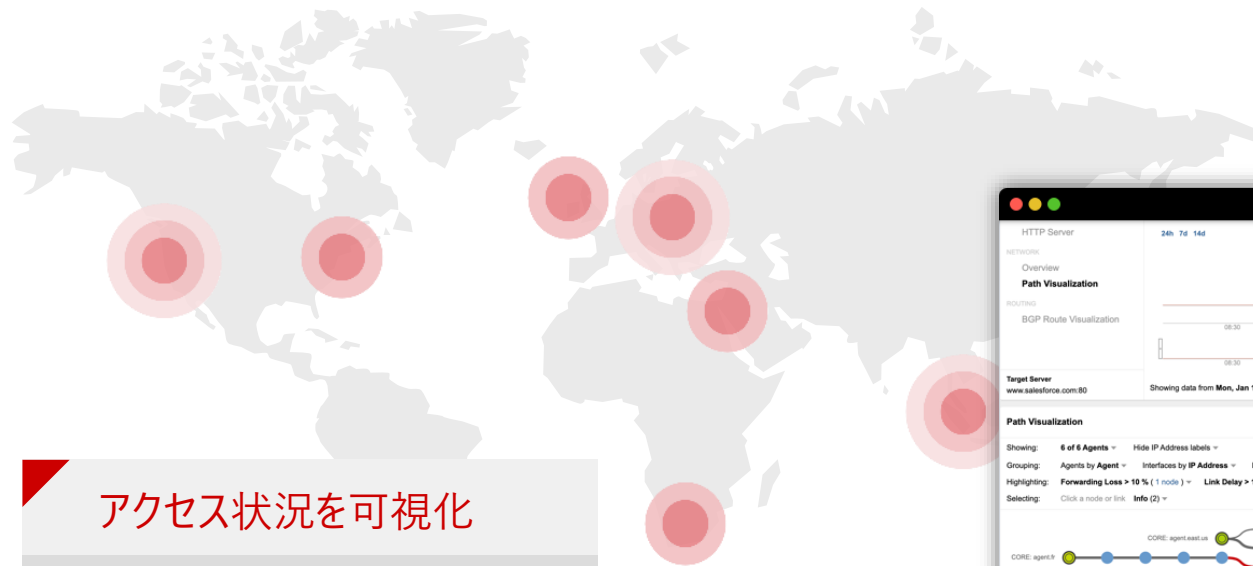 HTTP Server
24h 7d 14d
NETWORK
Overview
Path Visualization
ROUTING
BGP Route Visualization
08:30
08:30
Target Server
www.salesforce.com:80
Showing data from Mon, Jan
Path Visualization
Showing: 6 of 6 Agents Hide IP Address labels
Grouping: Agents by Agent Interfaces by IP Address
Highlighting: Forwarding Loss > 10 % ( 1 node ) Link Delay >
Selecting: Click a node or link Info (2)
アクセス状況を可視化
CORE: agent.east.us
CORE: agent.fr